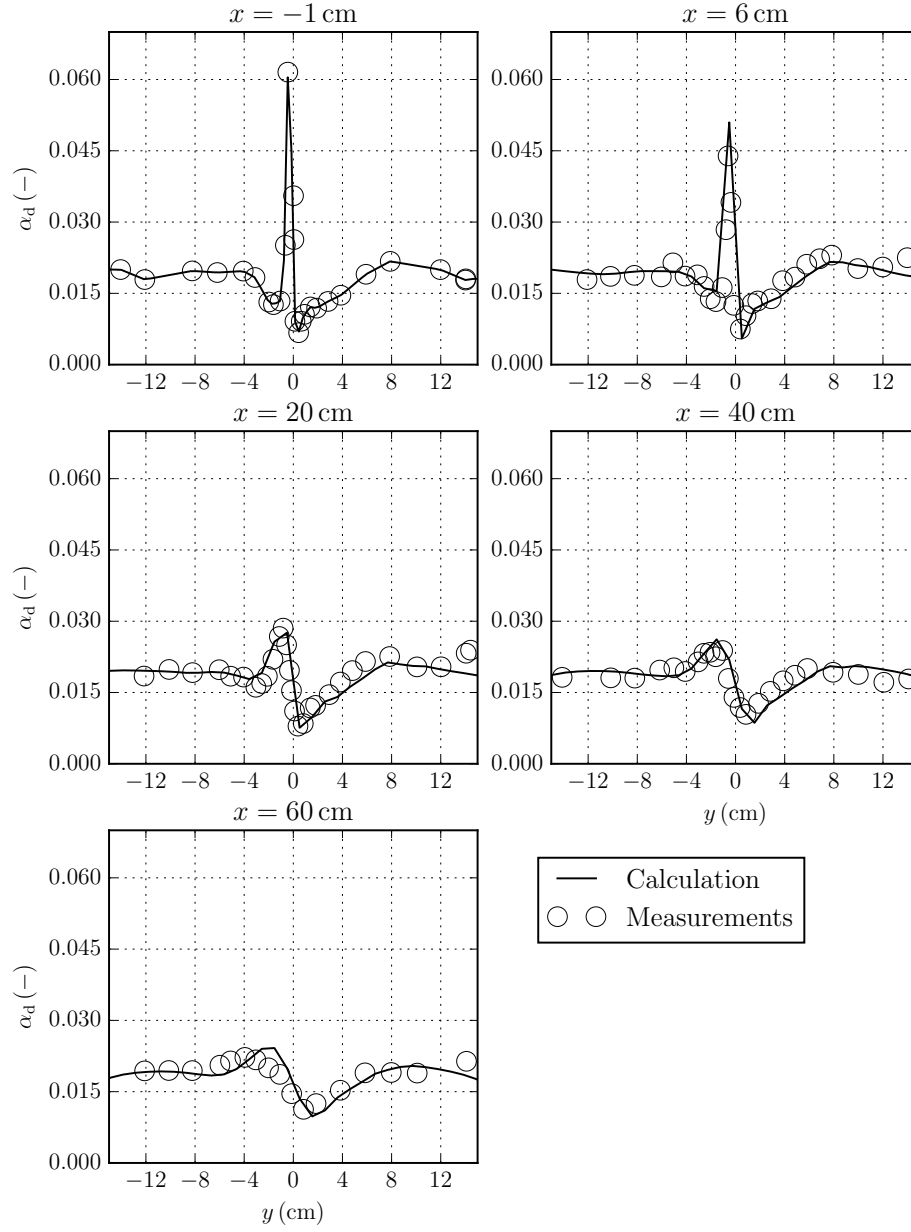 x = −1 cm
x = 6 cm
0.060
0.045
0.030
0.015
0.000
α_d (−)
−12 −8 −4 0 4 8 12
0.060
0.045
0.030
0.015
0.000
−12 −8 −4 0 4 8 12
x = 20 cm
x = 40 cm
0.060
0.045
0.030
0.015
0.000
α_d (−)
−12 −8 −4 0 4 8 12
0.060
0.045
0.030
0.015
0.000
−12 −8 −4 0 4 8 12
y (cm)
x = 60 cm
0.060
0.045
0.030
0.015
0.000
α_d (−)
−12 −8 −4 0 4 8 12
y (cm)
Calculation
Measurements